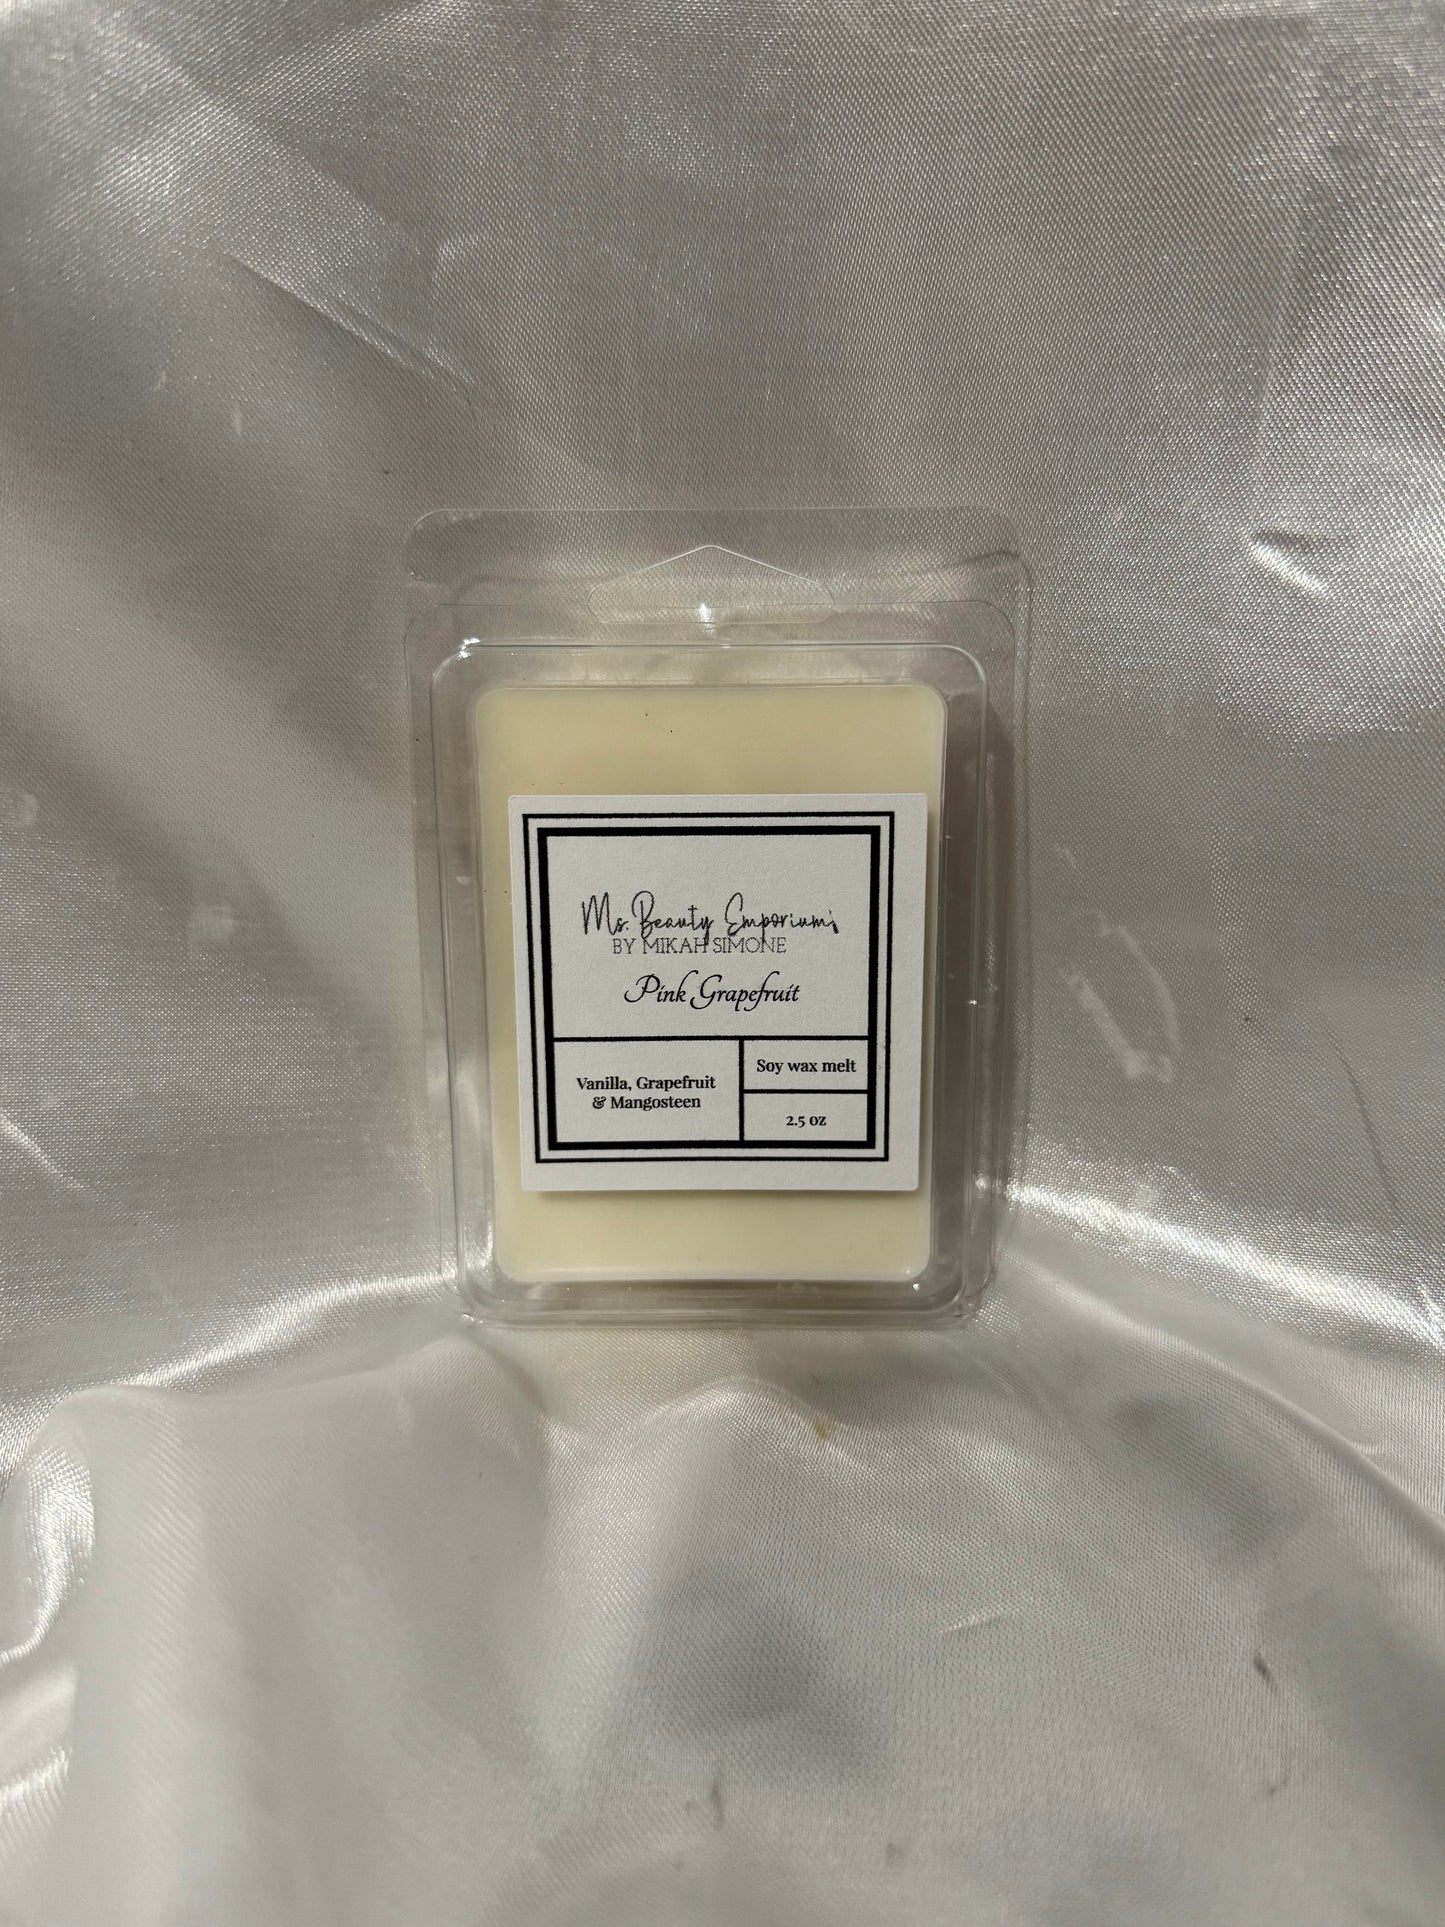 Ms. Beauty Emporium
BY MIKAH SIMONE
Pink Grapefruit
Vanilla, Grapefruit
& Mangosteen
Soy wax melt
2.5 oz